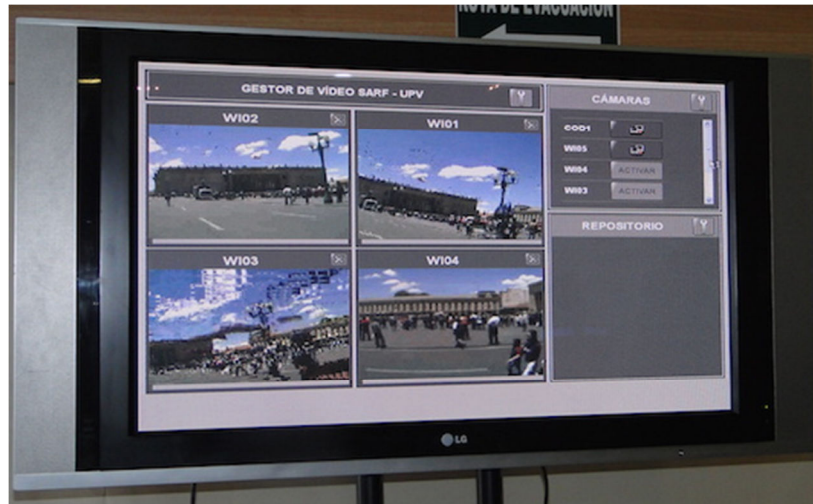 RUTA DE EVACUACIÓN
GESTOR DE VÍDEO SARF - UPV
WI02
WI01
WI03
WI04
CÁMARAS
COD1
WI05
WI04 ACTIVAR
WI03 ACTIVAR
REPOSITORIO
LG